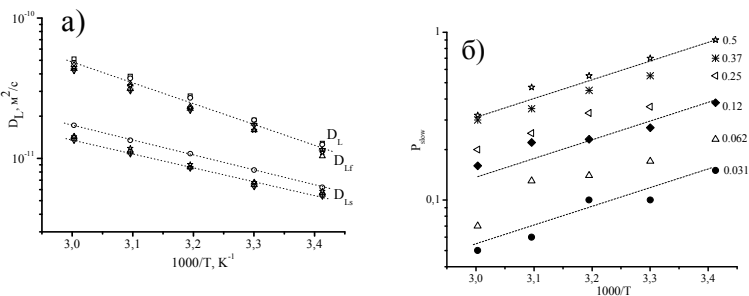 а)
10⁻¹⁰
10⁻¹¹
D_L, м²/с
D_L
D_Lf
D_Ls
3,0 3,1 3,2 3,3 3,4
1000/T, K⁻¹
б)
1
0,1
P_slow
0.5
0.37
0.25
0.12
0.062
0.031
3,0 3,1 3,2 3,3 3,4
1000/T